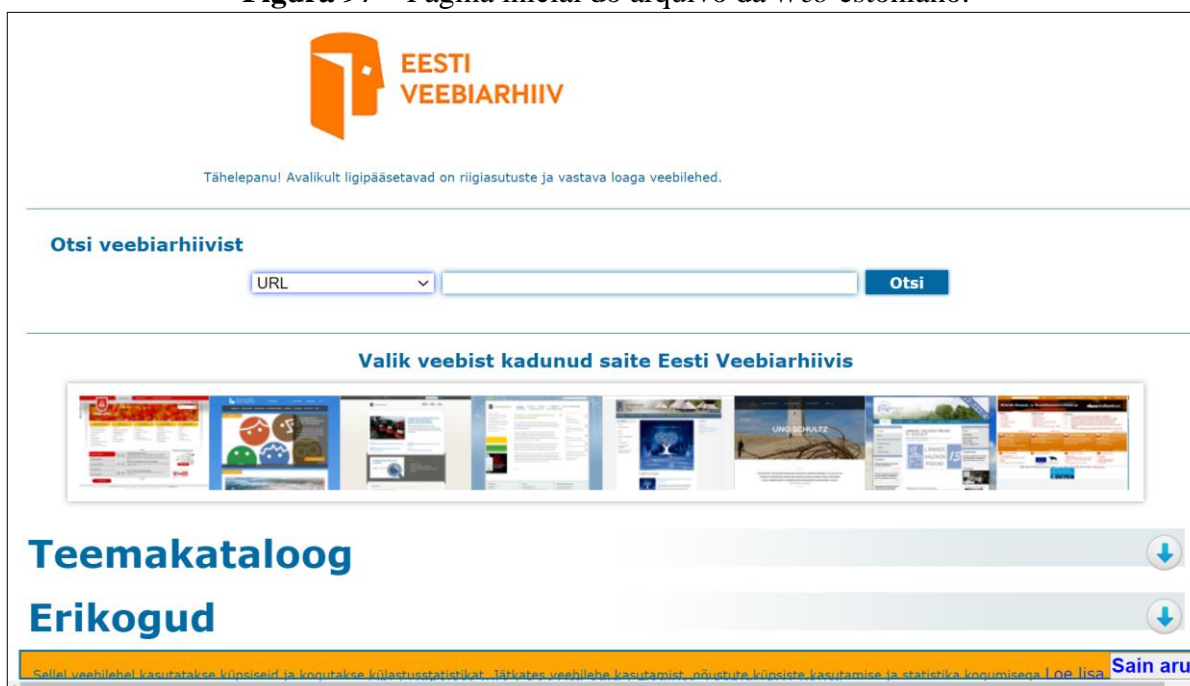 Figura 97 – Página inicial do arquivo da Web estoniano.
EESTI
VEEBIARHIIV
Tähelepanu! Avalikult ligipääsetavad on riigiasutuste ja vastava loaga veebilehed.
Otsi veebiarhiivist
URL
Otsi
Valik veebist kadunud saite Eesti Veebiarhiivis
UNO SCHULTZ
Teemakataloog
Erikogud
Sellel veebilehel kasutatakse küpsiseid ja kogutakse külastusstatistikat. Jätkates veebilehe kasutamist, nõustute küpsiste kasutamise ja statistika kogumisega Loe lisa
Sain aru